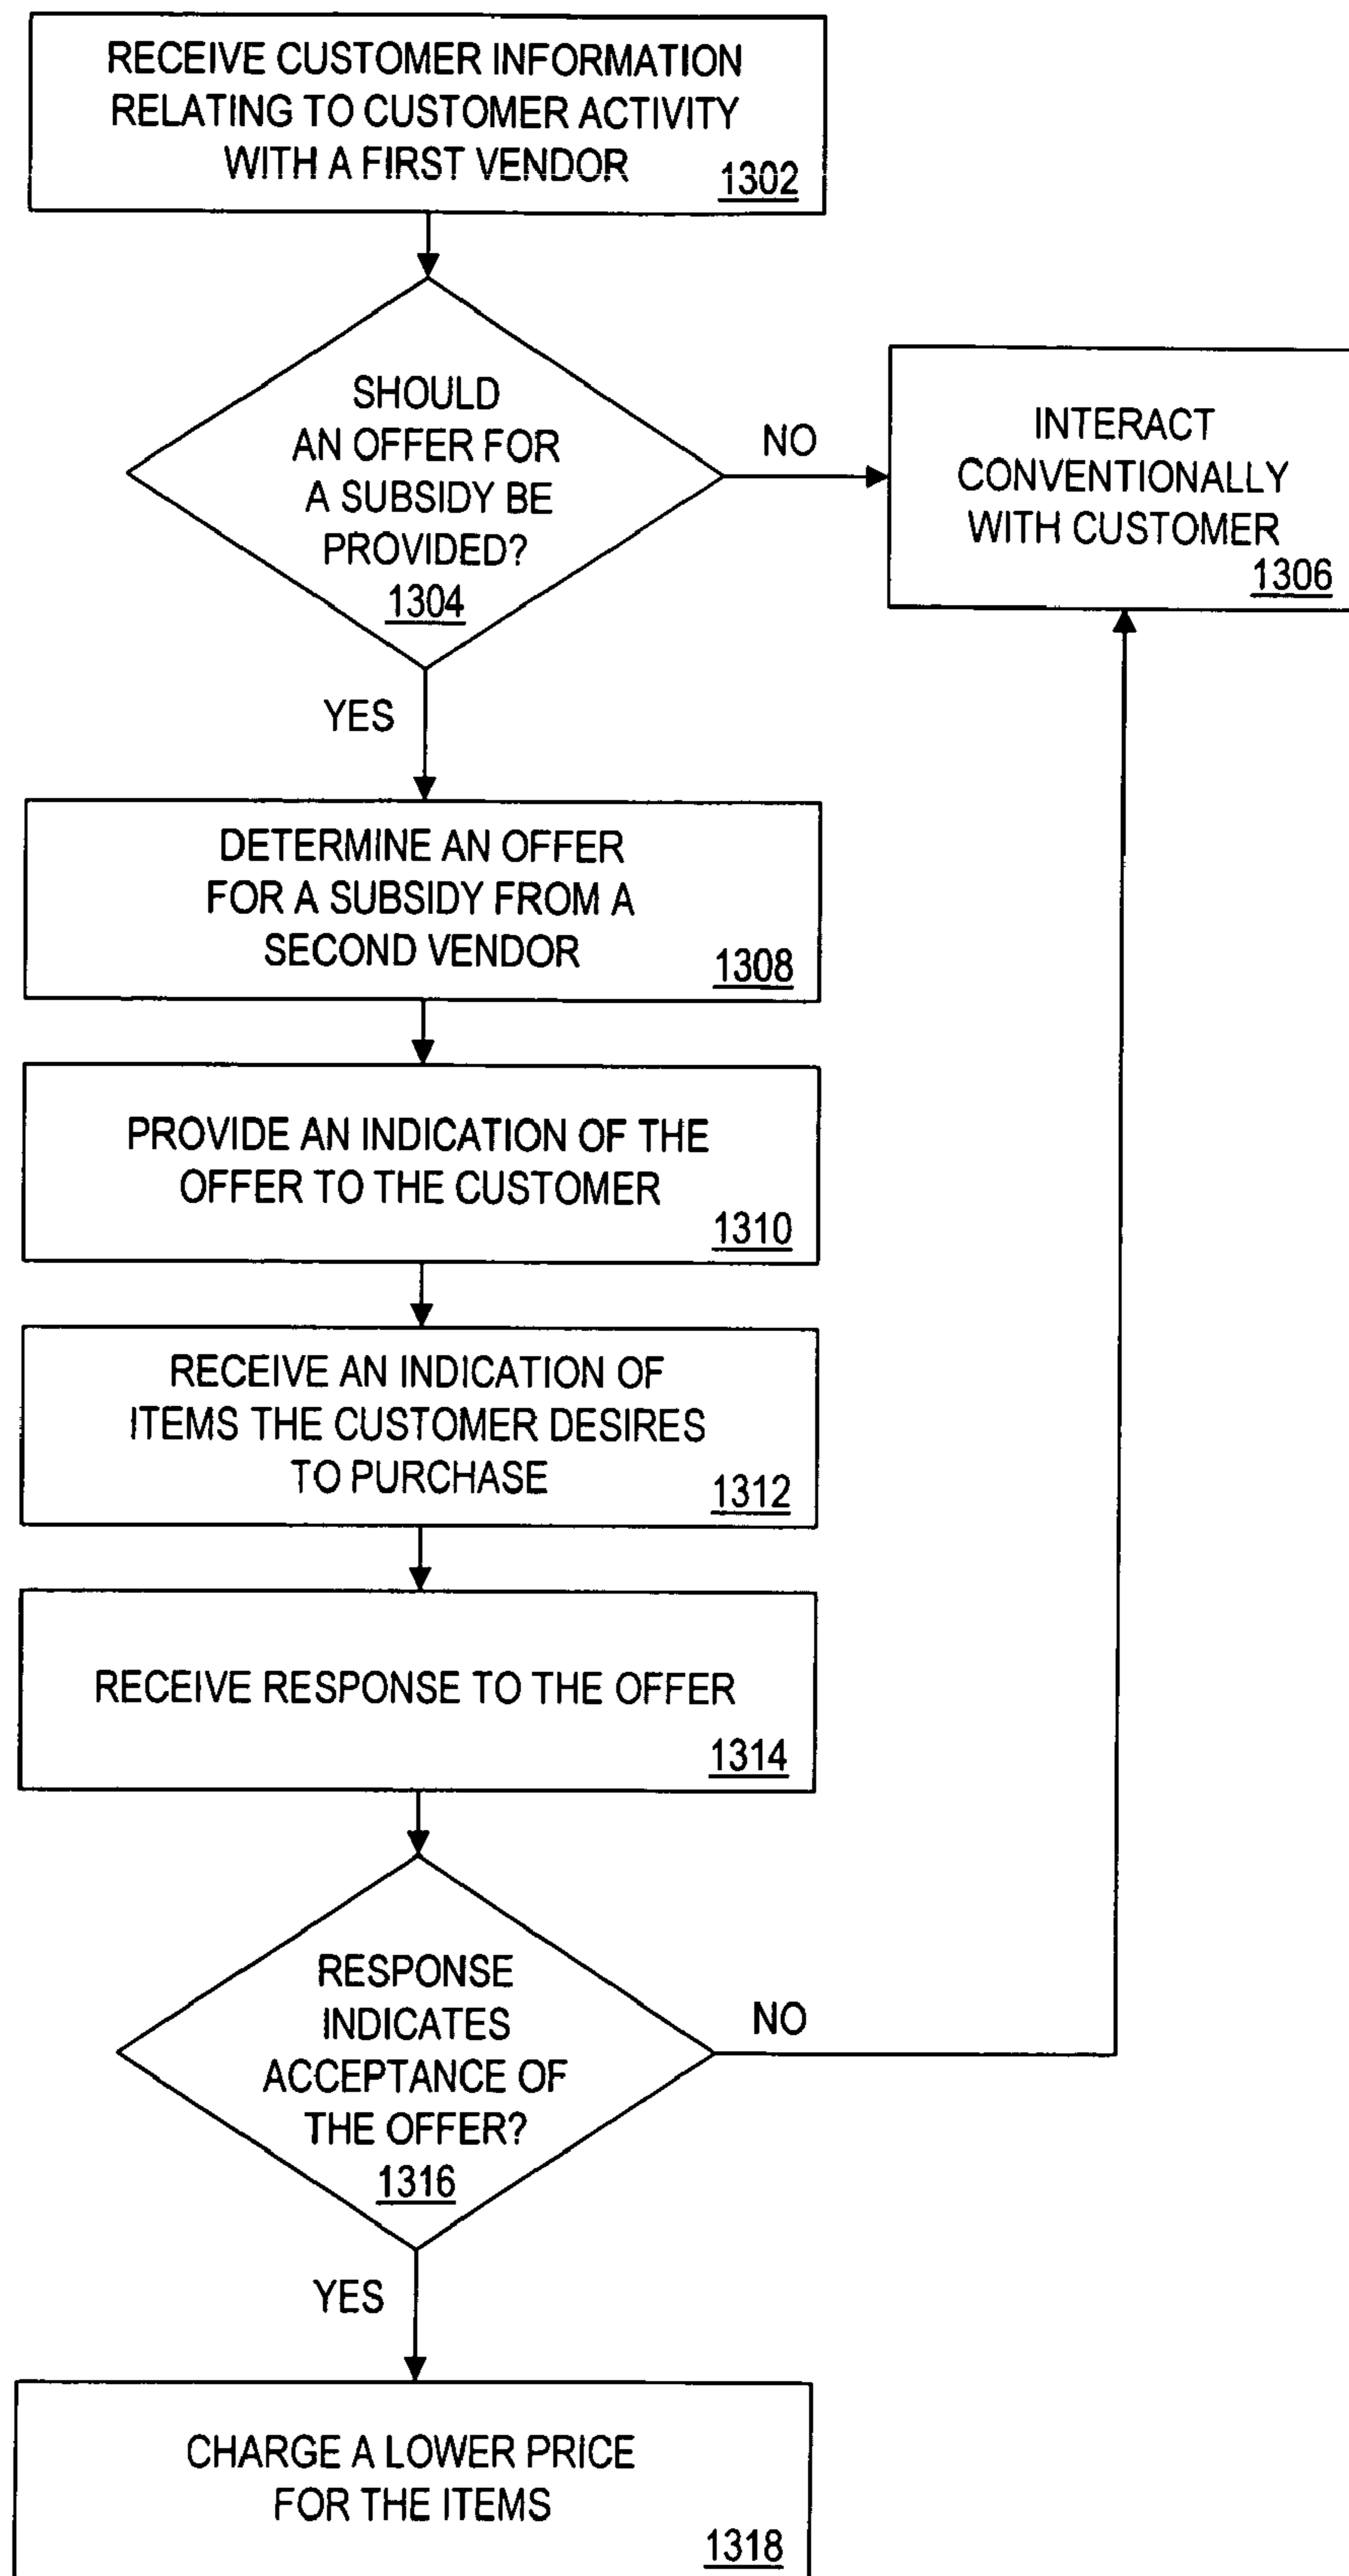 RECEIVE CUSTOMER INFORMATION
RELATING TO CUSTOMER ACTIVITY
WITH A FIRST VENDOR
1302
SHOULD
AN OFFER FOR
A SUBSIDY BE
PROVIDED?
1304
NO
INTERACT
CONVENTIONALLY
WITH CUSTOMER
1306
YES
DETERMINE AN OFFER
FOR A SUBSIDY FROM A
SECOND VENDOR
1308
PROVIDE AN INDICATION OF THE
OFFER TO THE CUSTOMER
1310
RECEIVE AN INDICATION OF
ITEMS THE CUSTOMER DESIRES
TO PURCHASE
1312
RECEIVE RESPONSE TO THE OFFER
1314
RESPONSE
INDICATES
ACCEPTANCE OF
THE OFFER?
1316
NO
YES
CHARGE A LOWER PRICE
FOR THE ITEMS
1318